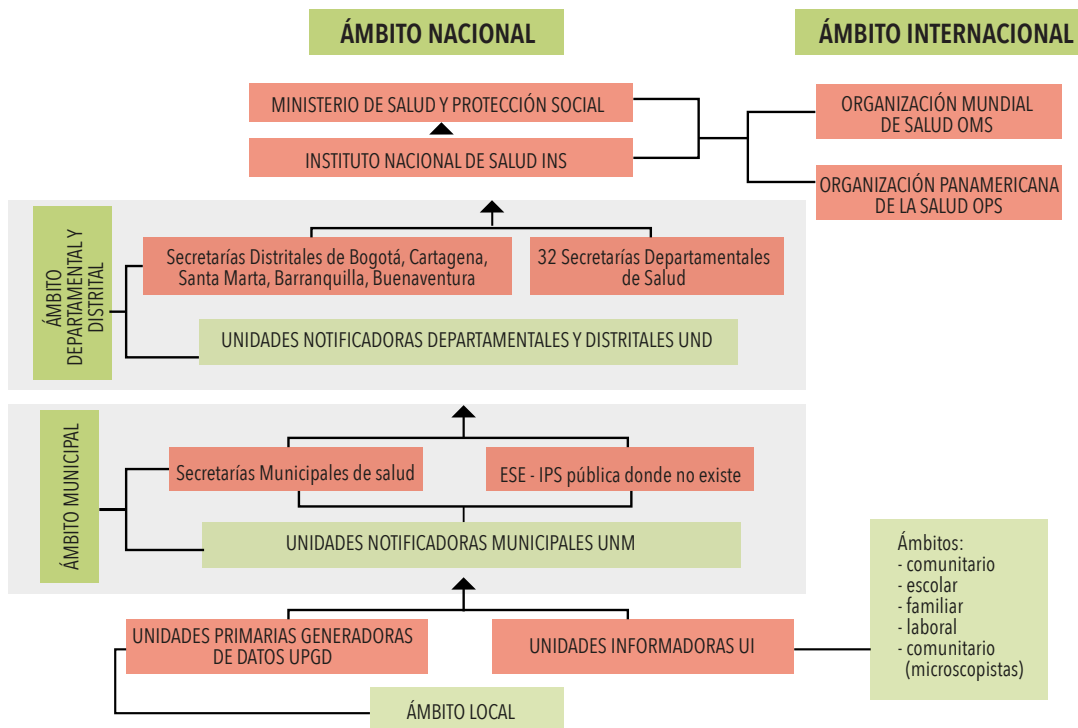 ÁMBITO NACIONAL
ÁMBITO INTERNACIONAL
MINISTERIO DE SALUD Y PROTECCIÓN SOCIAL
INSTITUTO NACIONAL DE SALUD INS
ORGANIZACIÓN MUNDIAL
DE SALUD OMS
ORGANIZACIÓN PANAMERICANA
DE LA SALUD OPS
ÁMBITO
DEPARTAMENTAL Y
DISTRITAL
Secretarías Distritales de Bogotá, Cartagena,
Santa Marta, Barranquilla, Buenaventura
32 Secretarías Departamentales
de Salud
UNIDADES NOTIFICADORAS DEPARTAMENTALES Y DISTRITALES UND
ÁMBITO MUNICIPAL
Secretarías Municipales de salud
ESE - IPS pública donde no existe
UNIDADES NOTIFICADORAS MUNICIPALES UNM
UNIDADES PRIMARIAS GENERADORAS
DE DATOS UPGD
UNIDADES INFORMADORAS UI
Ámbitos:
- comunitario
- escolar
- familiar
- laboral
- comunitario
(microscopistas)
ÁMBITO LOCAL